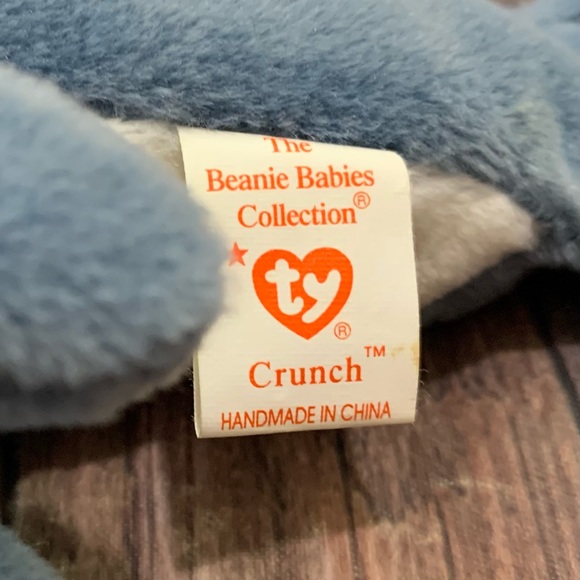 The
Beanie Babies
Collection®
ty®
Crunch™
HANDMADE IN CHINA